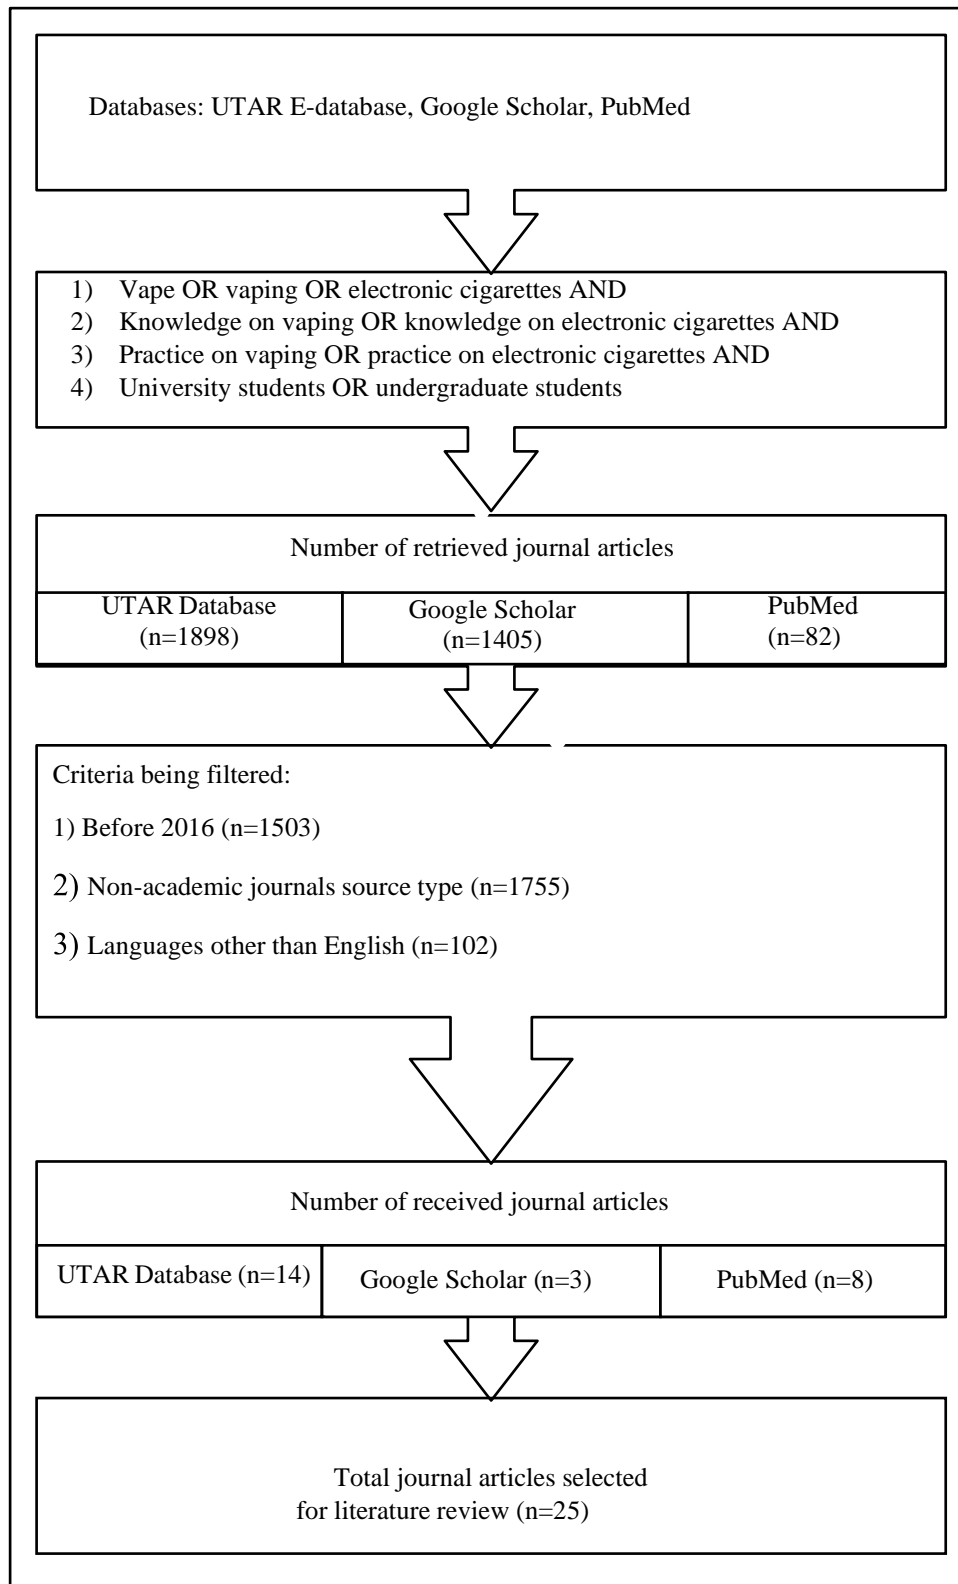 Databases: UTAR E-database, Google Scholar, PubMed
1) Vape OR vaping OR electronic cigarettes AND
2) Knowledge on vaping OR knowledge on electronic cigarettes AND
3) Practice on vaping OR practice on electronic cigarettes AND
4) University students OR undergraduate students
Number of retrieved journal articles
UTAR Database
(n=1898)
Google Scholar
(n=1405)
PubMed
(n=82)
Criteria being filtered:
1) Before 2016 (n=1503)
2) Non-academic journals source type (n=1755)
3) Languages other than English (n=102)
Number of received journal articles
UTAR Database (n=14)
Google Scholar (n=3)
PubMed (n=8)
Total journal articles selected
for literature review (n=25)